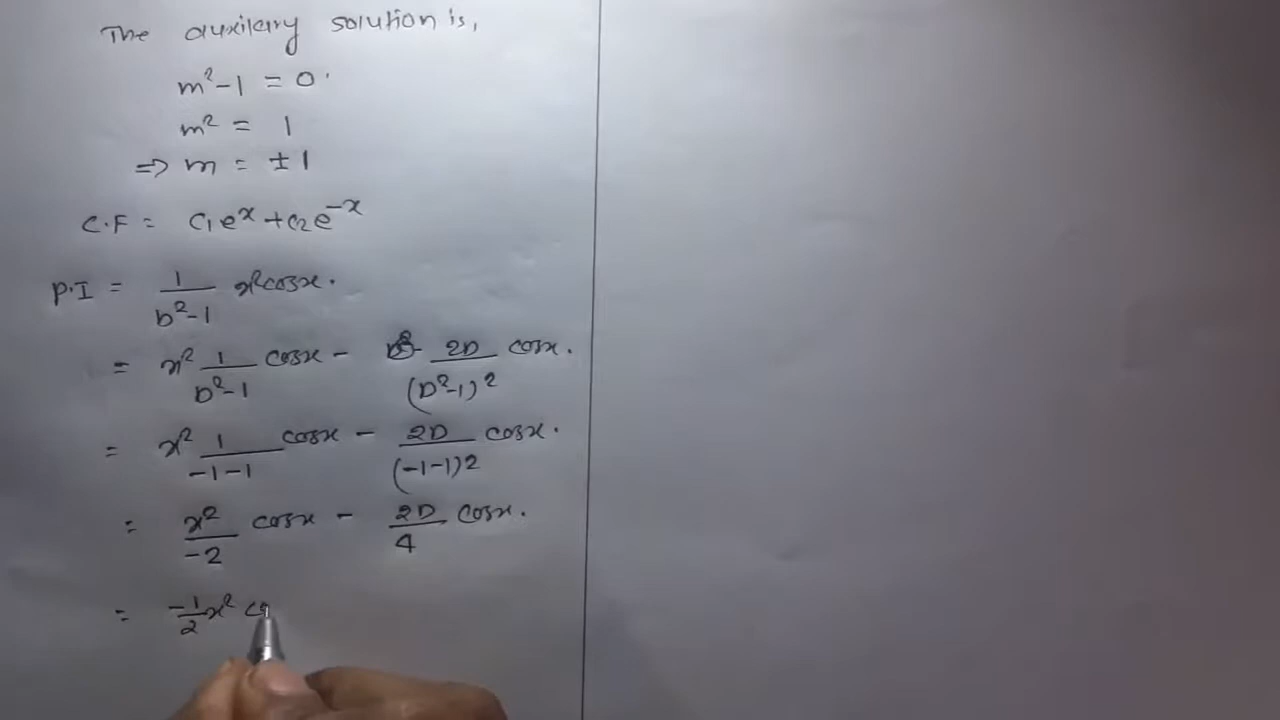 The auxilary solution is,
m²-1 = 0.
m² = 1
⇒ m = ±1
C.F = c₁eˣ + c₂e⁻ˣ
P.I = 1/(D²-1) x²cosx.
= x² 1/(D²-1) cosx - 2D/(D²-1)² cosx.
= x² 1/(-1-1) cosx - 2D/(-1-1)² cosx.
= x²/-2 cosx - 2D/4 cosx.
= -1/2 x²